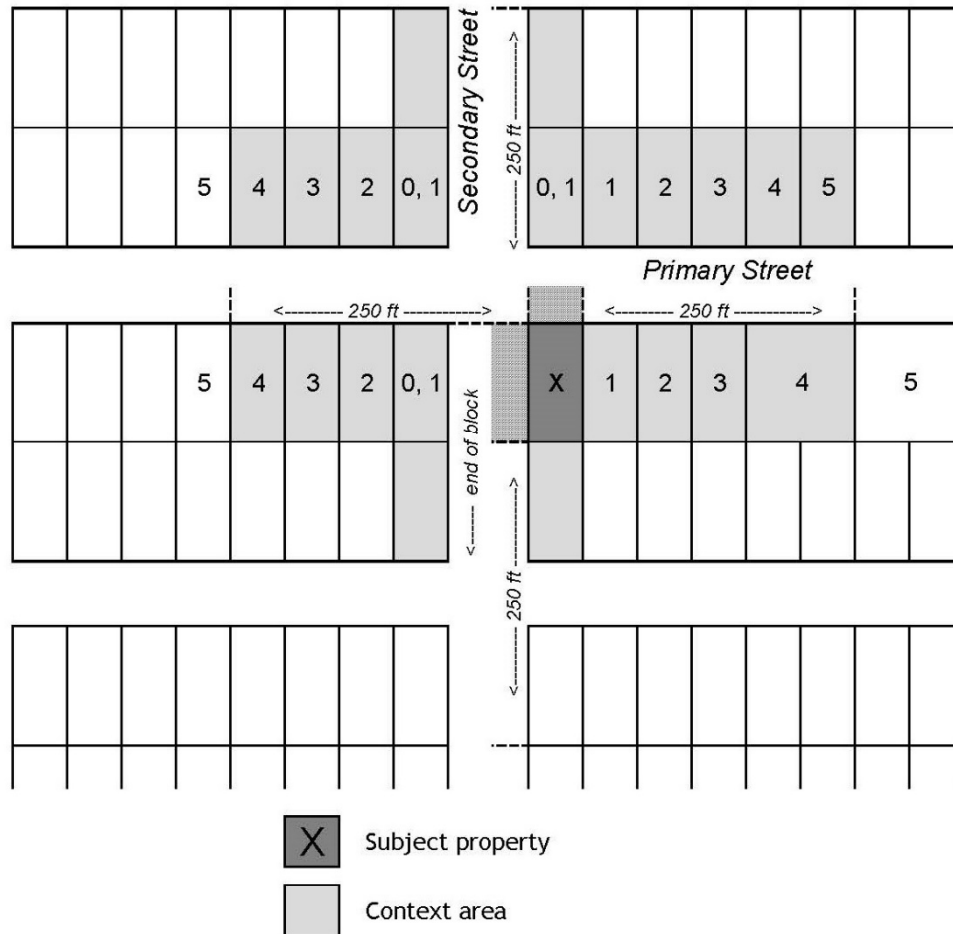 Secondary Street
<------- 250 ft ------->
5 4 3 2 0, 1
0, 1 1 2 3 4 5
Primary Street
<-------- 250 ft ----------->
<------- 250 ft ----------->
5 4 3 2 0, 1
X 1 2 3 4 5
<------ end of block
<------- 250 ft ------->
X Subject property
Context area